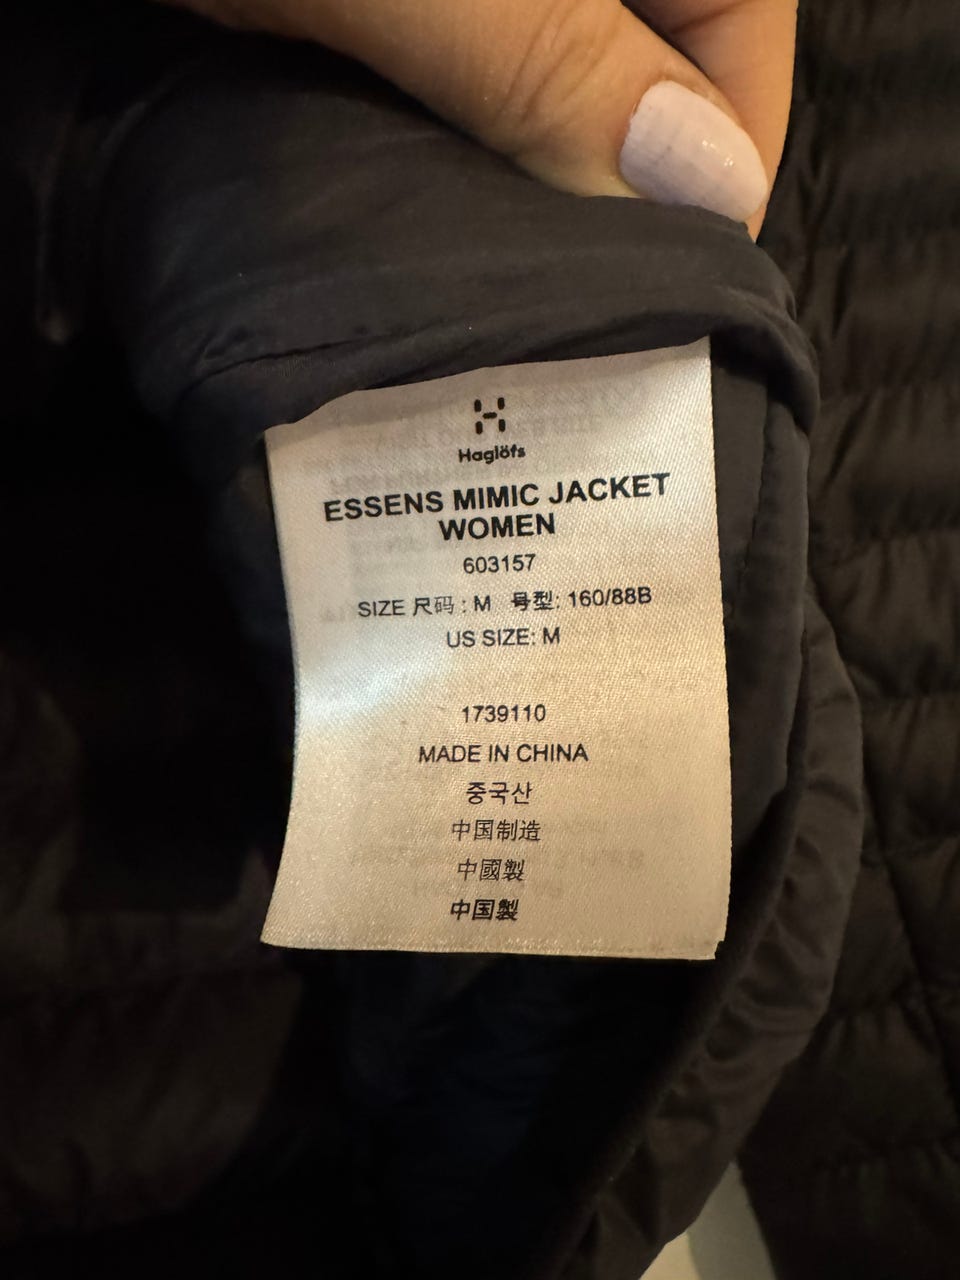 Haglöfs
ESSENS MIMIC JACKET
WOMEN
603157
SIZE 尺码 : M 号型: 160/88B
US SIZE: M
1739110
MADE IN CHINA
중국산
中国制造
中國製
中国製